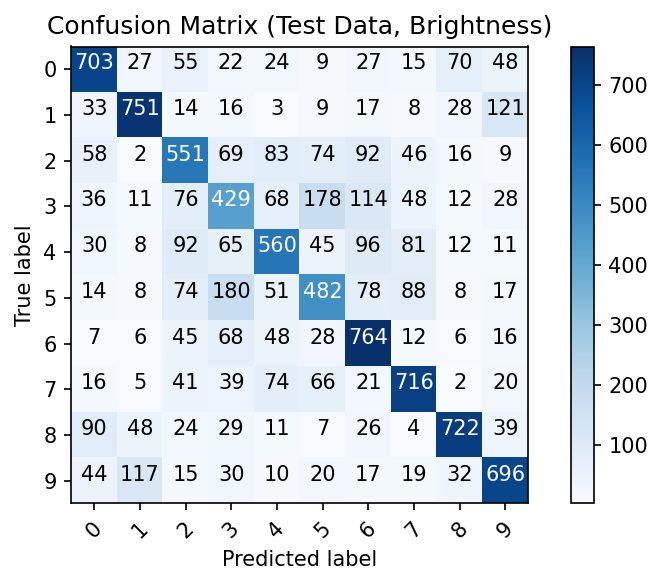 Confusion Matrix (Test Data, Brightness)
0 703 27 55 22 24 9 27 15 70 48
1 33 751 14 16 3 9 17 8 28 121
2 58 2 551 69 83 74 92 46 16 9
3 36 11 76 429 68 178 114 48 12 28
4 30 8 92 65 560 45 96 81 12 11
5 14 8 74 180 51 482 78 88 8 17
6 7 6 45 68 48 28 764 12 6 16
7 16 5 41 39 74 66 21 716 2 20
8 90 48 24 29 11 7 26 4 722 39
9 44 117 15 30 10 20 17 19 32 696
0 1 2 3 4 5 6 7 8 9
Predicted label
True label
700
600
500
400
300
200
100